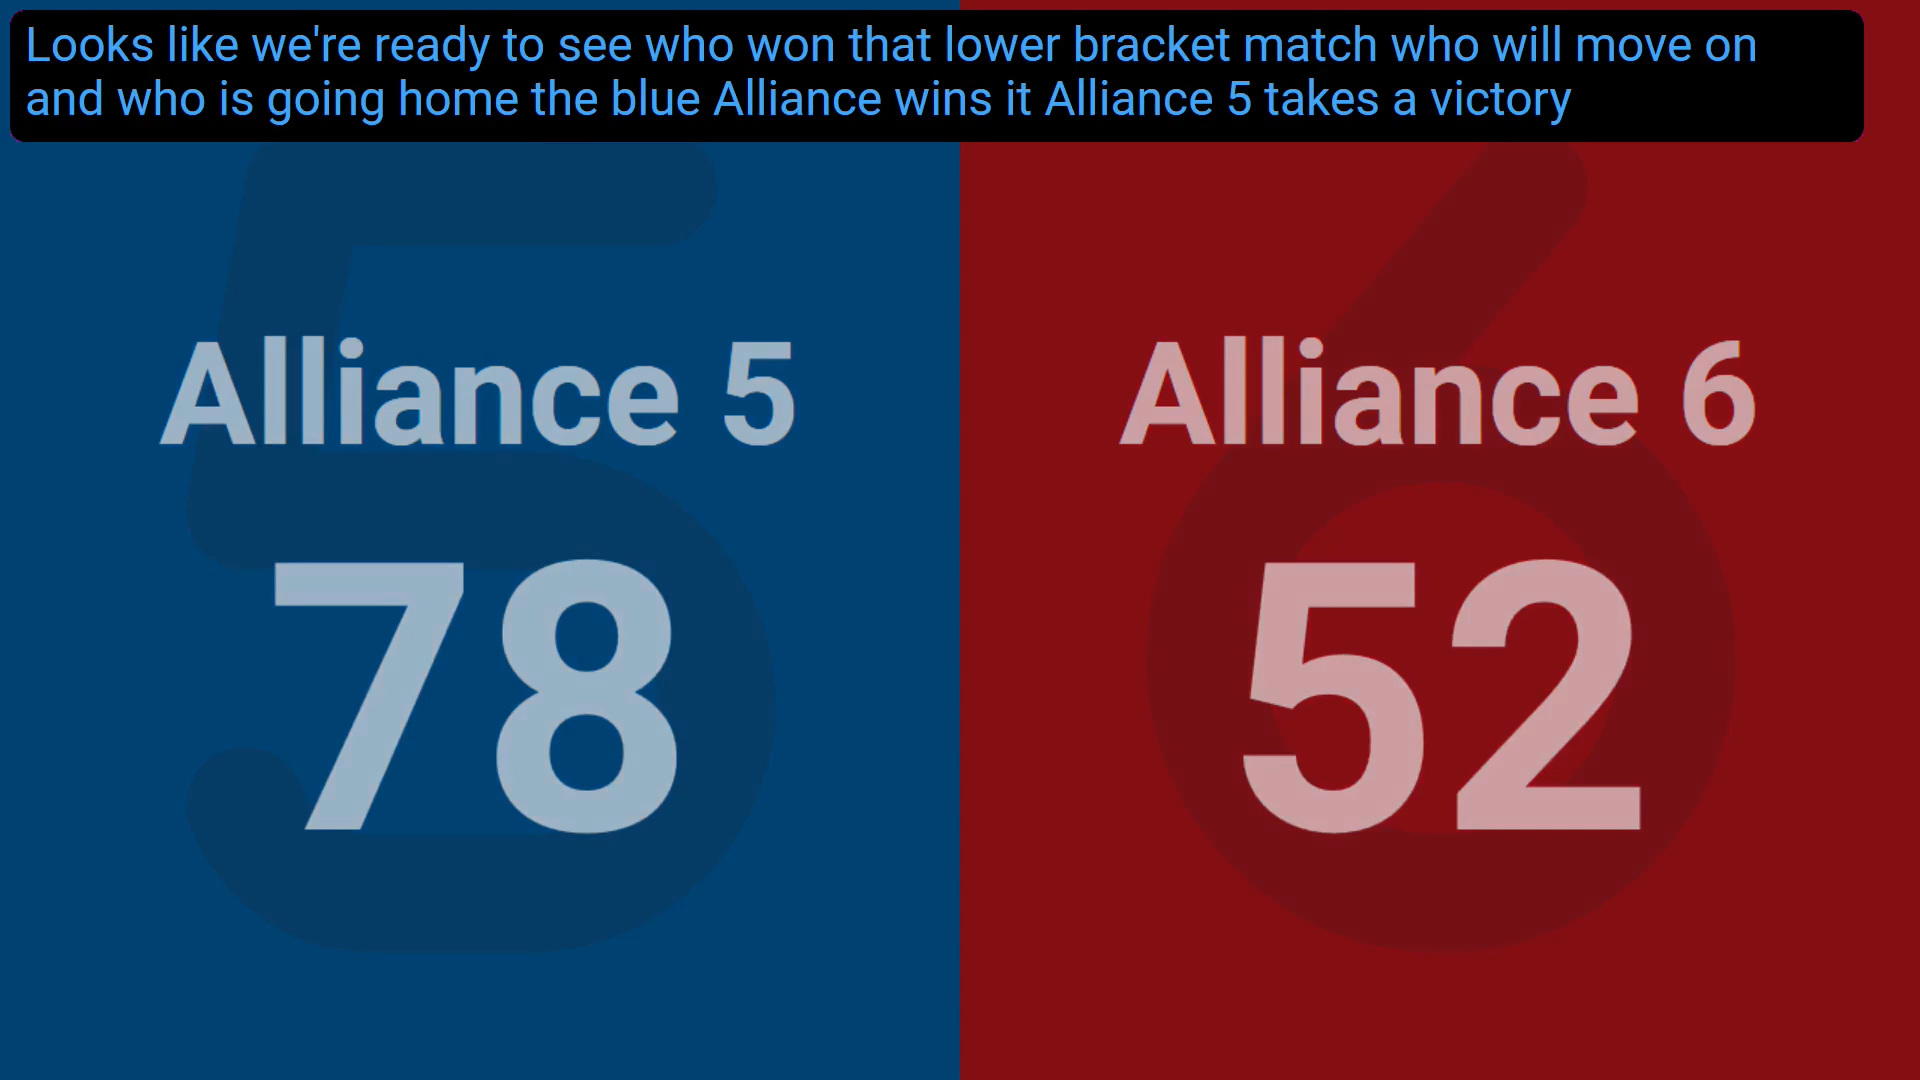 Looks like we're ready to see who won that lower bracket match who will move on
and who is going home the blue Alliance wins it Alliance 5 takes a victory
Alliance 5
Alliance 6
78
52